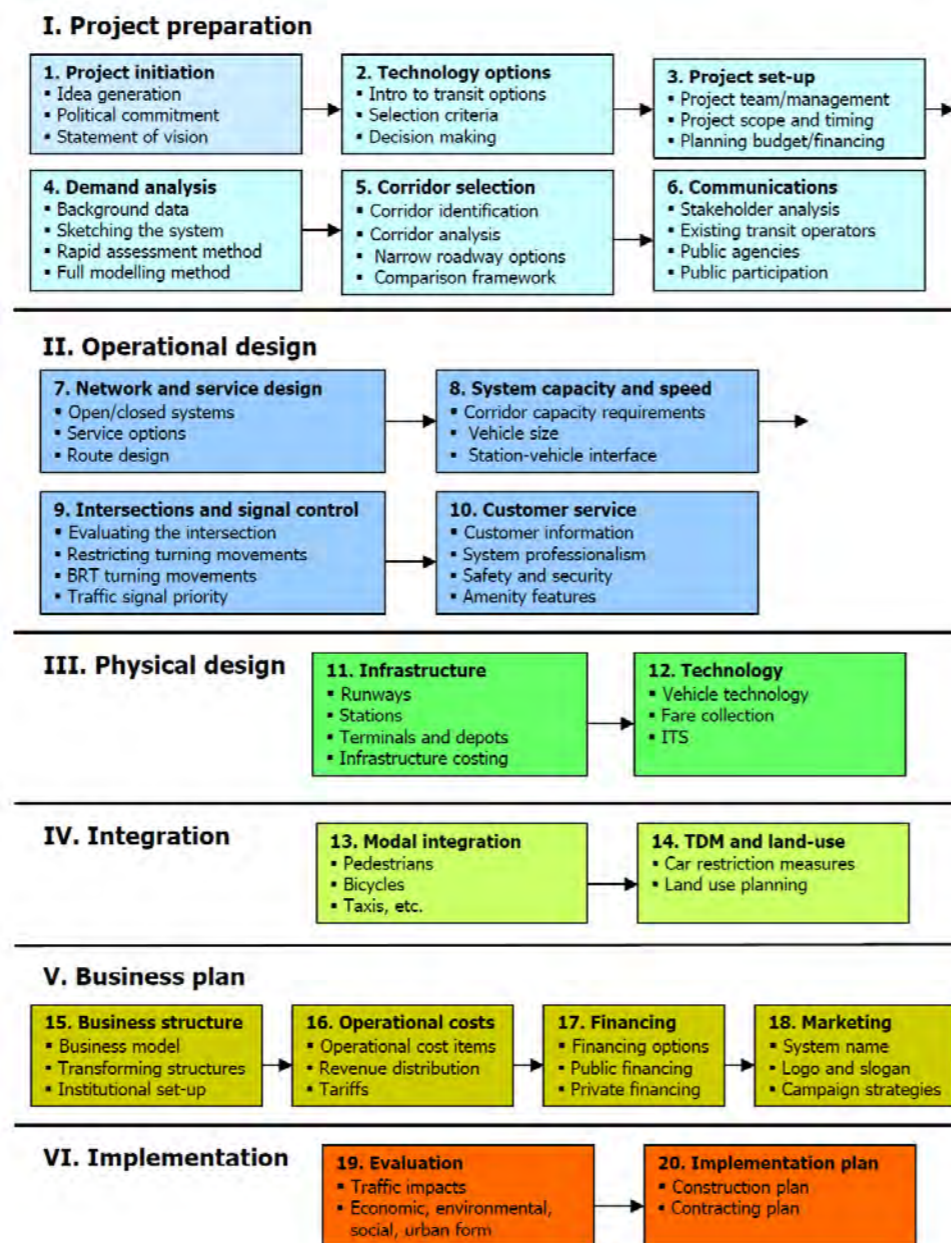 I. Project preparation
1. Project initiation
▪ Idea generation
▪ Political commitment
▪ Statement of vision
2. Technology options
▪ Intro to transit options
▪ Selection criteria
▪ Decision making
3. Project set-up
▪ Project team/management
▪ Project scope and timing
▪ Planning budget/financing
4. Demand analysis
▪ Background data
▪ Sketching the system
▪ Rapid assessment method
▪ Full modelling method
5. Corridor selection
▪ Corridor identification
▪ Corridor analysis
▪ Narrow roadway options
▪ Comparison framework
6. Communications
▪ Stakeholder analysis
▪ Existing transit operators
▪ Public agencies
▪ Public participation
II. Operational design
7. Network and service design
▪ Open/closed systems
▪ Service options
▪ Route design
8. System capacity and speed
▪ Corridor capacity requirements
▪ Vehicle size
▪ Station-vehicle interface
9. Intersections and signal control
▪ Evaluating the intersection
▪ Restricting turning movements
▪ BRT turning movements
▪ Traffic signal priority
10. Customer service
▪ Customer information
▪ System professionalism
▪ Safety and security
▪ Amenity features
III. Physical design
11. Infrastructure
▪ Runways
▪ Stations
▪ Terminals and depots
▪ Infrastructure costing
12. Technology
▪ Vehicle technology
▪ Fare collection
▪ ITS
IV. Integration
13. Modal integration
▪ Pedestrians
▪ Bicycles
▪ Taxis, etc.
14. TDM and land-use
▪ Car restriction measures
▪ Land use planning
V. Business plan
15. Business structure
▪ Business model
▪ Transforming structures
▪ Institutional set-up
16. Operational costs
▪ Operational cost items
▪ Revenue distribution
▪ Tariffs
17. Financing
▪ Financing options
▪ Public financing
▪ Private financing
18. Marketing
▪ System name
▪ Logo and slogan
▪ Campaign strategies
VI. Implementation
19. Evaluation
▪ Traffic impacts
▪ Economic, environmental,
social, urban form
20. Implementation plan
▪ Construction plan
▪ Contracting plan